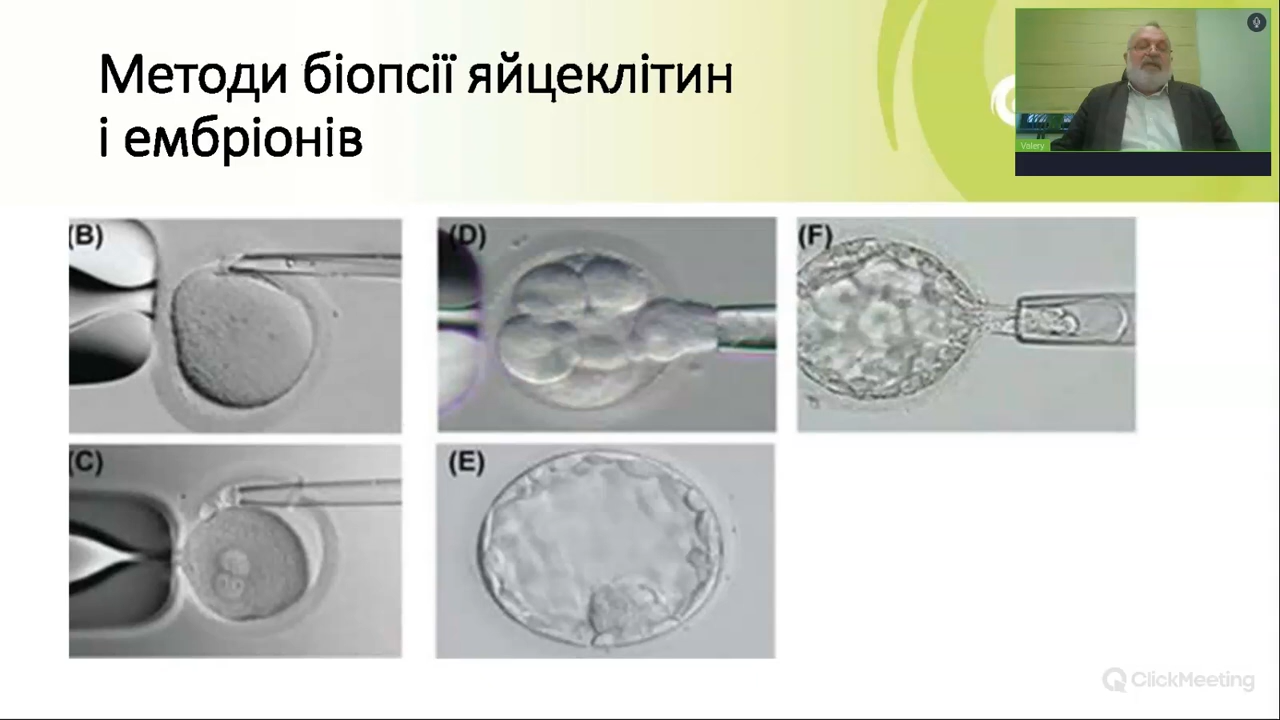 Методи біопсії яйцеклітин
і ембріонів
Valery
(B)
(D)
(F)
(C)
(E)
ClickMeeting